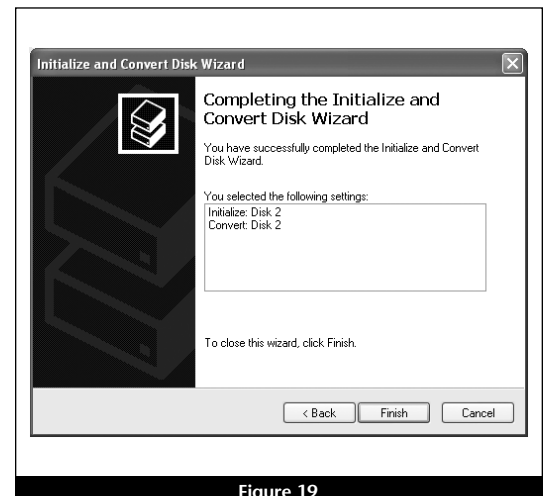 Initialize and Convert Disk Wizard
Completing the Initialize and
Convert Disk Wizard
You have successfully completed the Initialize and Convert
Disk Wizard.
You selected the following settings:
Initialize: Disk 2
Convert: Disk 2
To close this wizard, click Finish.
< Back Finish Cancel
Figure 19